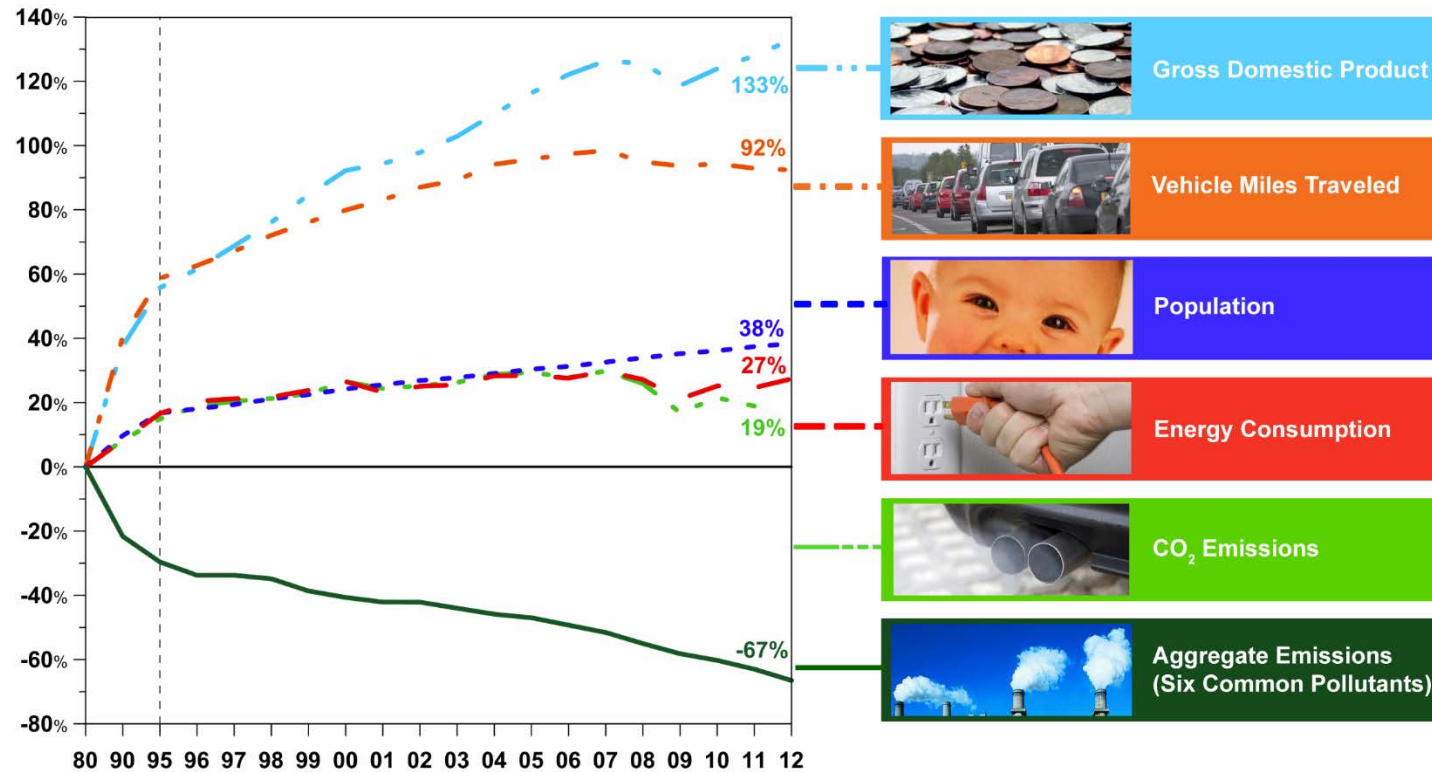 140%
120%
100%
80%
60%
40%
20%
0%
-20%
-40%
-60%
-80%
133%
92%
38%
27%
19%
-67%
80 90 95 96 97 98 99 00 01 02 03 04 05 06 07 08 09 10 11 12
Gross Domestic Product
Vehicle Miles Traveled
Population
Energy Consumption
CO₂ Emissions
Aggregate Emissions
(Six Common Pollutants)